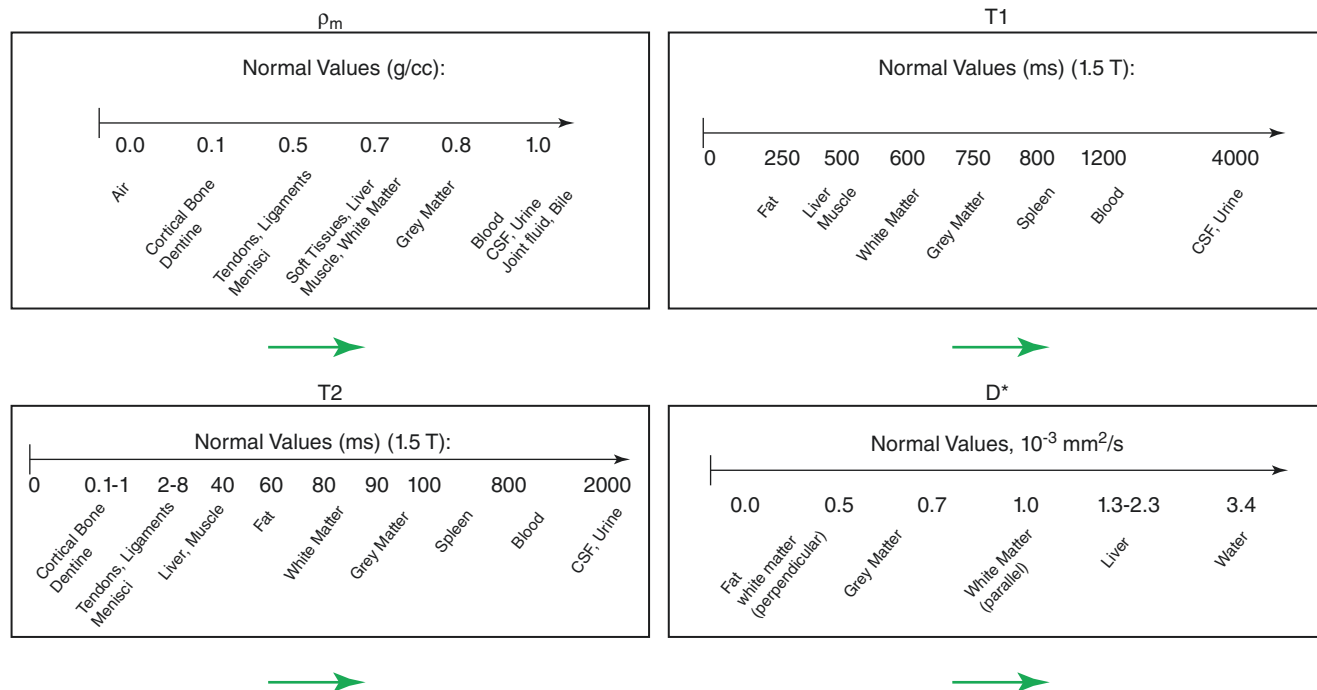 ρm
Normal Values (g/cc):
0.0 0.1 0.5 0.7 0.8 1.0
Air
Cortical Bone
Dentine
Tendons, Ligaments
Menisci
Soft Tissues, Liver
Muscle, White Matter
Grey Matter
Blood
CSF, Urine
Joint fluid, Bile
T1
Normal Values (ms) (1.5 T):
0 250 500 600 750 800 1200 4000
Fat
Liver
Muscle
White Matter
Grey Matter
Spleen
Blood
CSF, Urine
T2
Normal Values (ms) (1.5 T):
0 0.1-1 2-8 40 60 80 90 100 800 2000
Cortical Bone
Dentine
Tendons, Ligaments
Menisci
Liver, Muscle
Fat
White Matter
Grey Matter
Spleen
Blood
CSF, Urine
D*
Normal Values, 10⁻³ mm²/s
0.0 0.5 0.7 1.0 1.3-2.3 3.4
Fat
white matter
(perpendicular)
Grey Matter
White Matter
(parallel)
Liver
Water